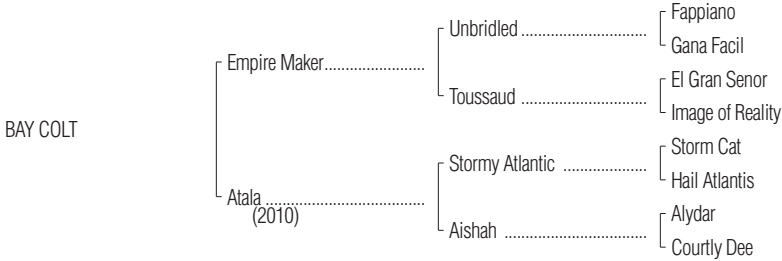 Fappiano
Unbridled ................................
Gana Facil
Empire Maker.........................
El Gran Senor
Toussaud ................................
Image of Reality
BAY COLT
Storm Cat
Stormy Atlantic .....................
Hail Atlantis
Atala ........................................
(2010)
Alydar
Aishah ....................................
Courtly Dee